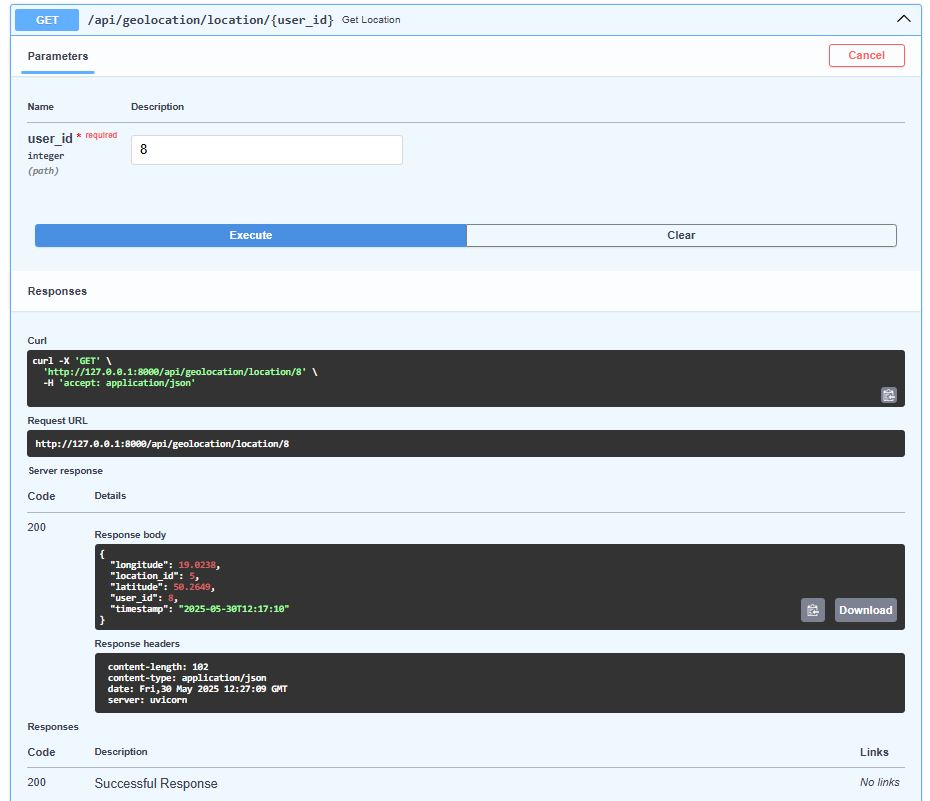 GET /api/geolocation/location/{user_id} Get Location
Parameters
Cancel
Name Description
user_id * required
integer
(path)
8
Execute Clear
Responses
Curl
curl -X 'GET' \
'http://127.0.0.1:8000/api/geolocation/location/8' \
-H 'accept: application/json'
Request URL
http://127.0.0.1:8000/api/geolocation/location/8
Server response
Code Details
200
Response body
{
"longitude": 19.0238,
"location_id": 5,
"latitude": 50.2649,
"user_id": 8,
"timestamp": "2025-05-30T12:17:10"
}
Download
Response headers
content-length: 102
content-type: application/json
date: Fri,30 May 2025 12:27:09 GMT
server: uvicorn
Responses
Code Description Links
200 Successful Response No links